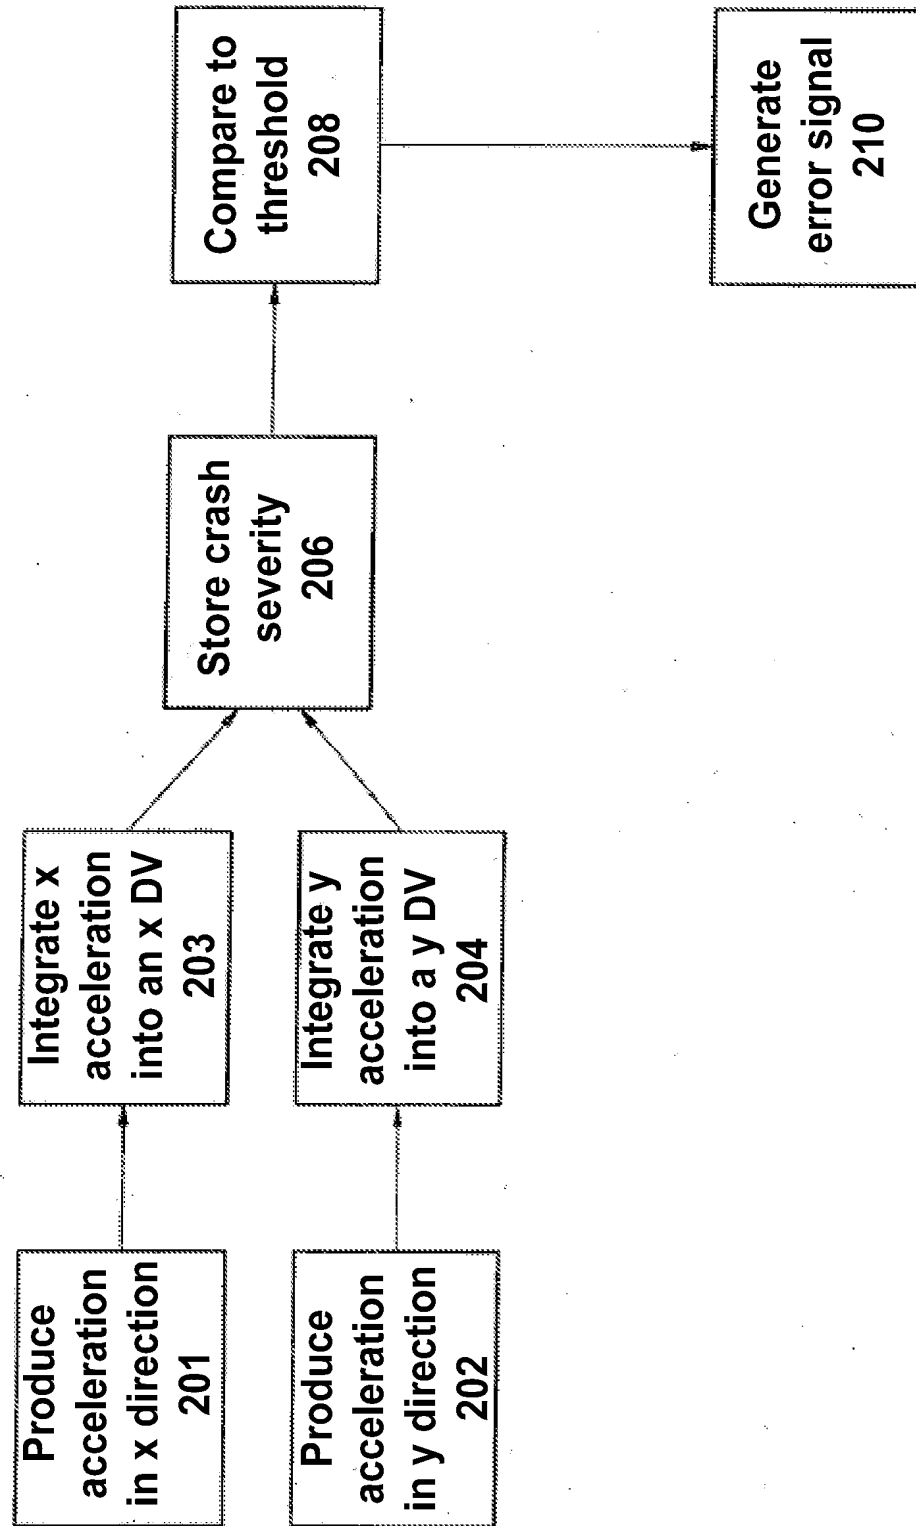 Produce
acceleration
in x direction
201
Integrate x
acceleration
into an x DV
203
Produce
acceleration
in y direction
202
Integrate y
acceleration
into a y DV
204
Store crash
severity
206
Compare to
threshold
208
Generate
error signal
210